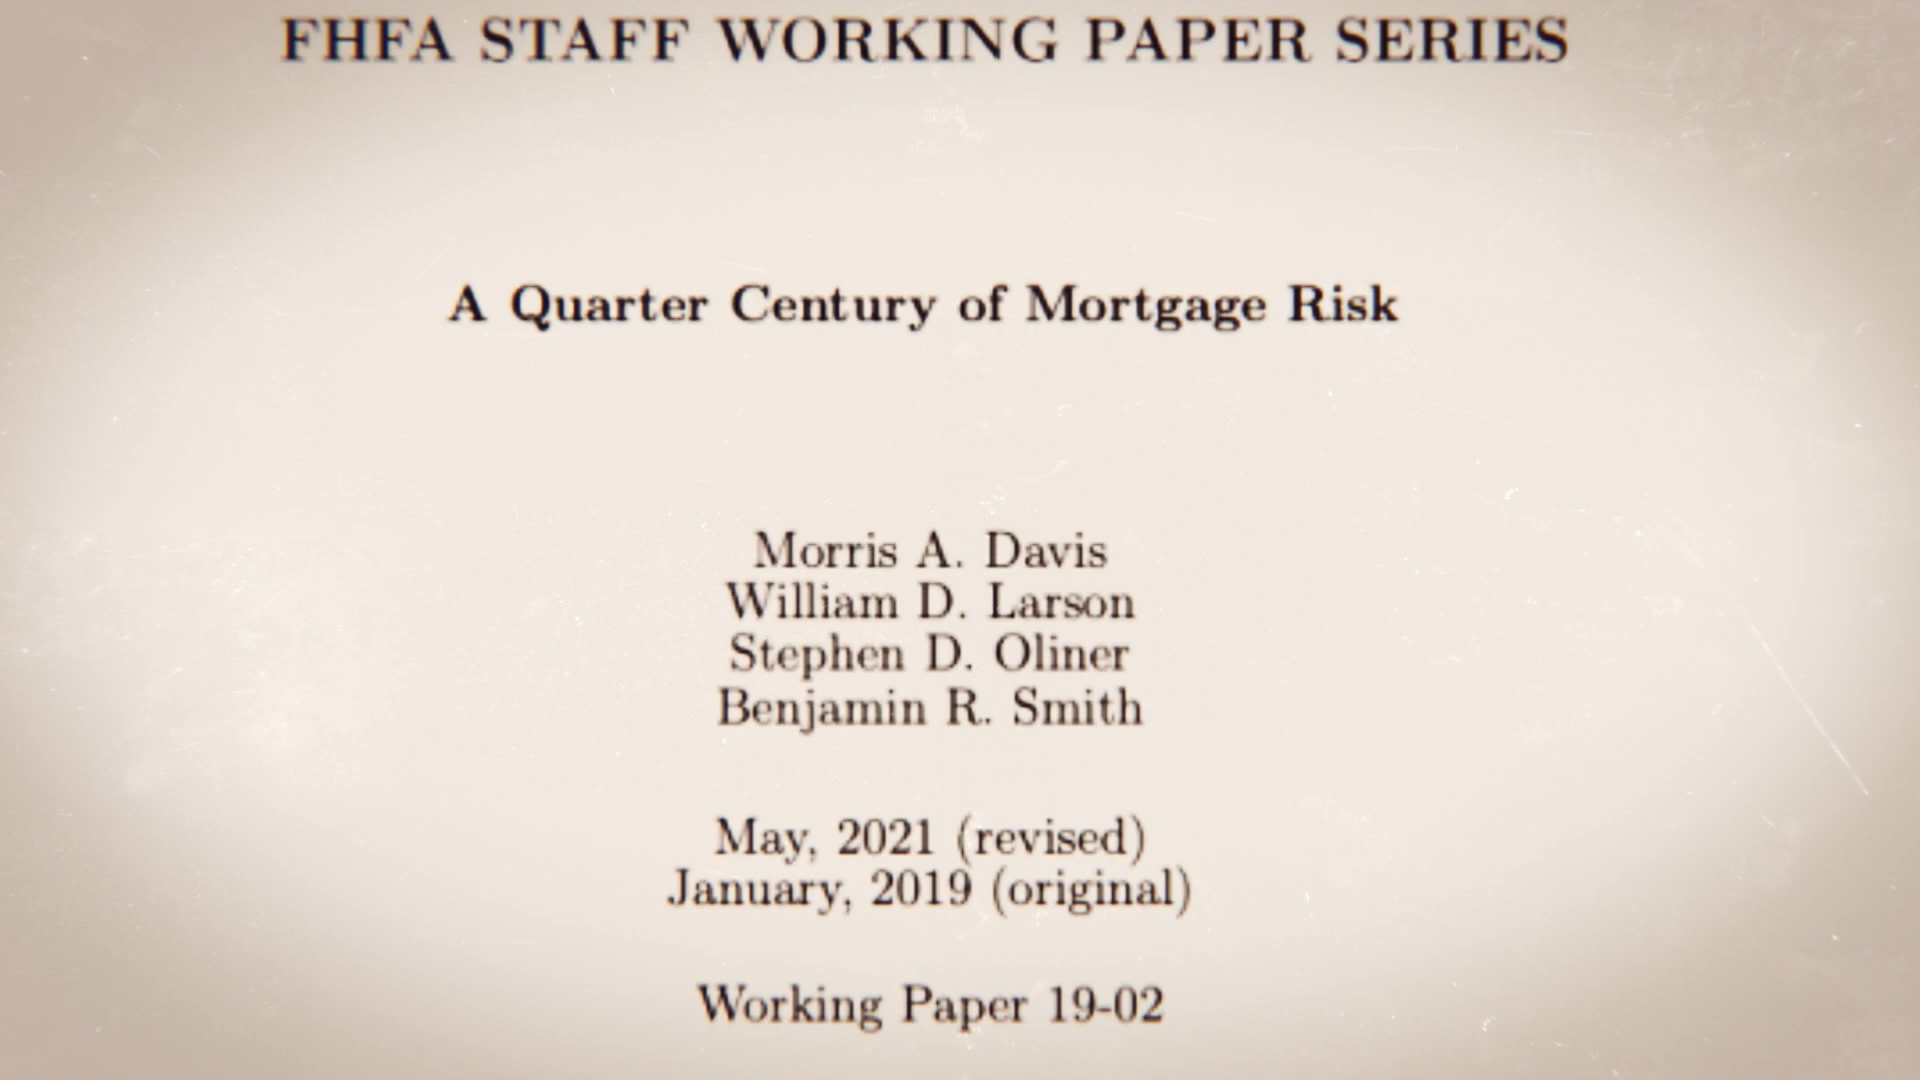 FHFA STAFF WORKING PAPER SERIES
A Quarter Century of Mortgage Risk
Morris A. Davis
William D. Larson
Stephen D. Oliner
Benjamin R. Smith
May, 2021 (revised)
January, 2019 (original)
Working Paper 19-02